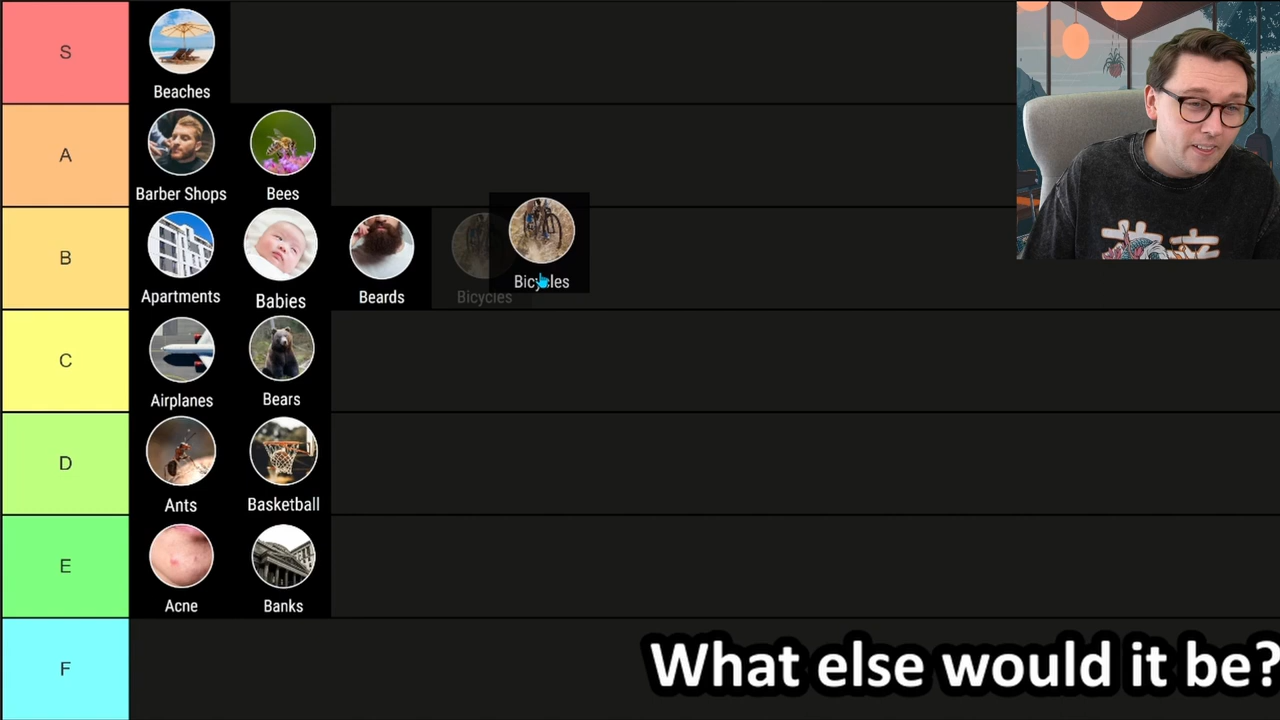 S
Beaches
A
Barber Shops
Bees
B
Apartments
Babies
Beards
Bicycles
Bicycles
C
Airplanes
Bears
D
Ants
Basketball
E
Acne
Banks
F
What else would it be?